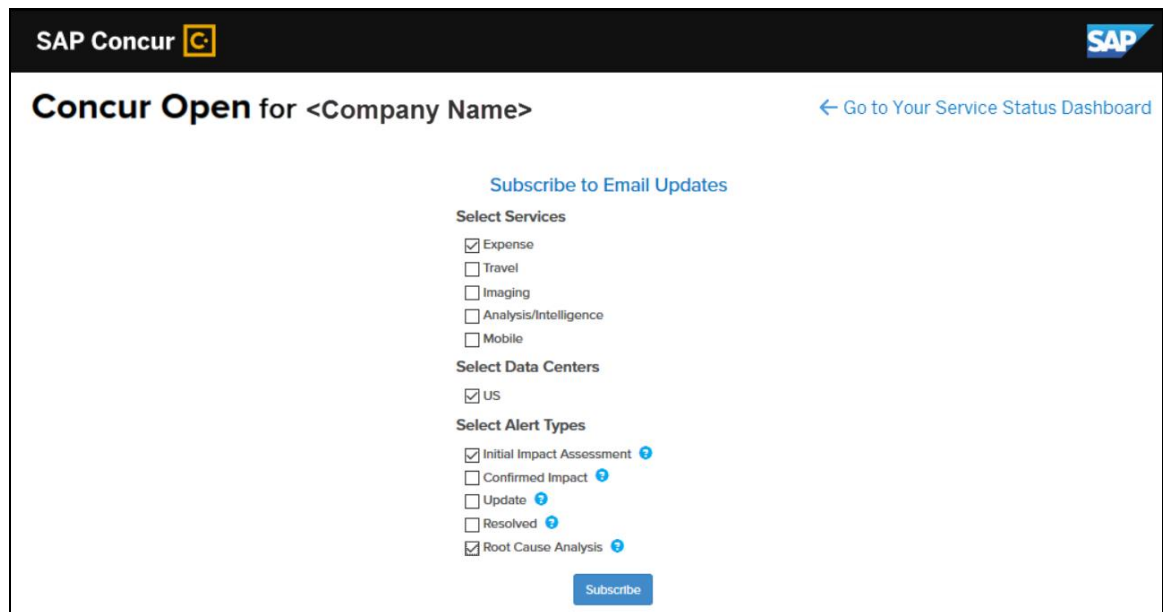 SAP Concur C.
SAP
Concur Open for <Company Name>
← Go to Your Service Status Dashboard
Subscribe to Email Updates
Select Services
Expense
Travel
Imaging
Analysis/Intelligence
Mobile
Select Data Centers
US
Select Alert Types
Initial Impact Assessment ?
Confirmed Impact ?
Update ?
Resolved ?
Root Cause Analysis ?
Subscribe